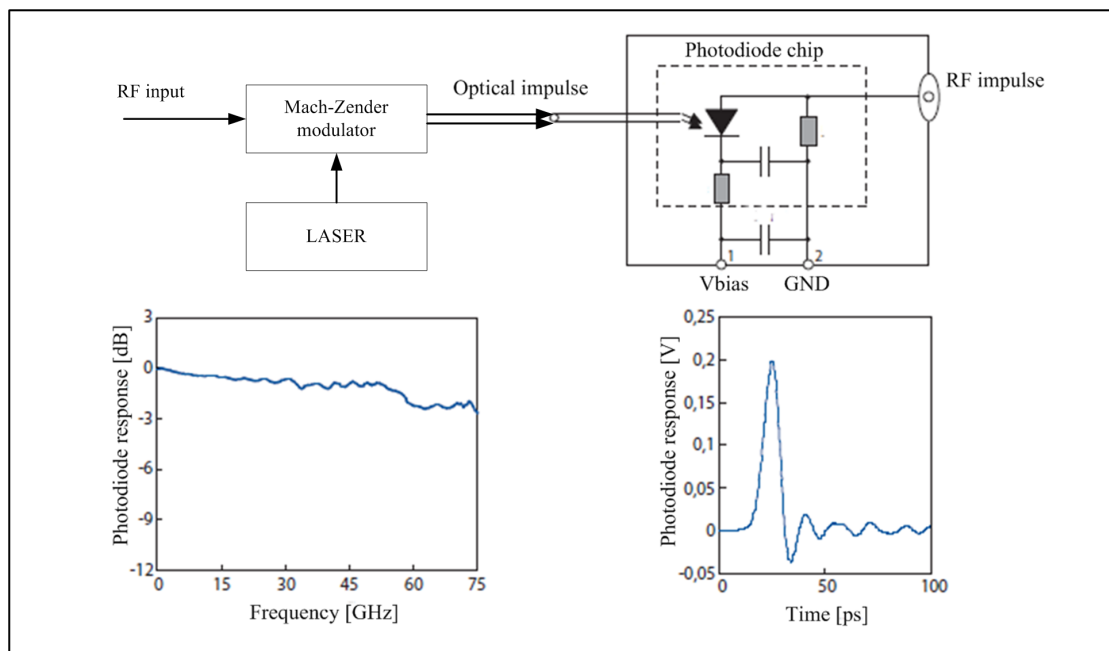 Photodiode chip
RF input
Optical impulse
RF impulse
Mach-Zender
modulator
LASER
1
2
Vbias
GND
Photodiode response [dB]
3
0
-3
-6
-9
-12
0
15
30
45
60
75
Frequency [GHz]
Photodiode response [V]
0,25
0,2
0,15
0,1
0,05
0
-0,05
0
50
100
Time [ps]